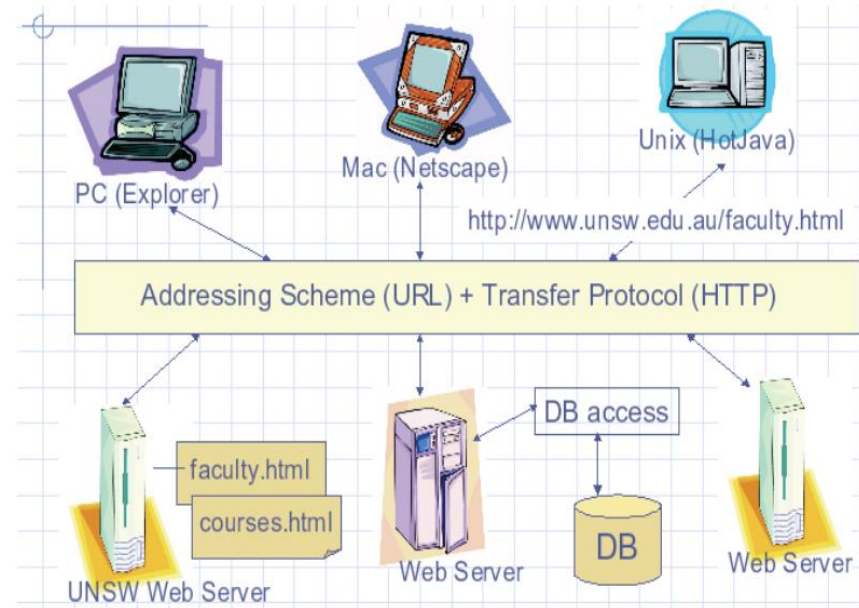 PC (Explorer)
Mac (Netscape)
Unix (HotJava)
http://www.unsw.edu.au/faculty.html
Addressing Scheme (URL) + Transfer Protocol (HTTP)
faculty.html
courses.html
UNSW Web Server
Web Server
DB access
DB
Web Server